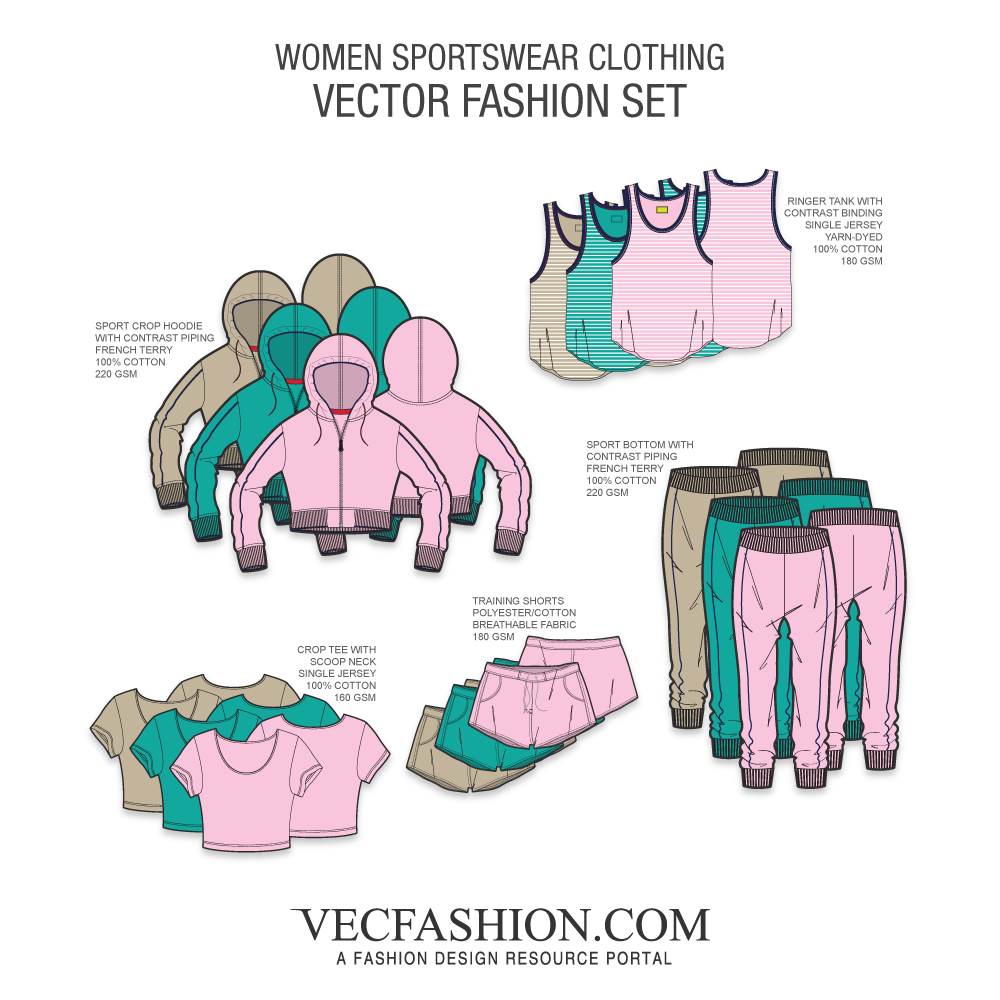 WOMEN SPORTSWEAR CLOTHING
VECTOR FASHION SET
RINGER TANK WITH
CONTRAST BINDING
SINGLE JERSEY
YARN-DYED
100% COTTON
180 GSM
SPORT CROP HOODIE
WITH CONTRAST PIPING
FRENCH TERRY
100% COTTON
220 GSM
SPORT BOTTOM WITH
CONTRAST PIPING
FRENCH TERRY
100% COTTON
220 GSM
TRAINING SHORTS
POLYESTER/COTTON
BREATHABLE FABRIC
180 GSM
CROP TEE WITH
SCOOP NECK
SINGLE JERSEY
100% COTTON
160 GSM
VECFASHION.COM
A FASHION DESIGN RESOURCE PORTAL